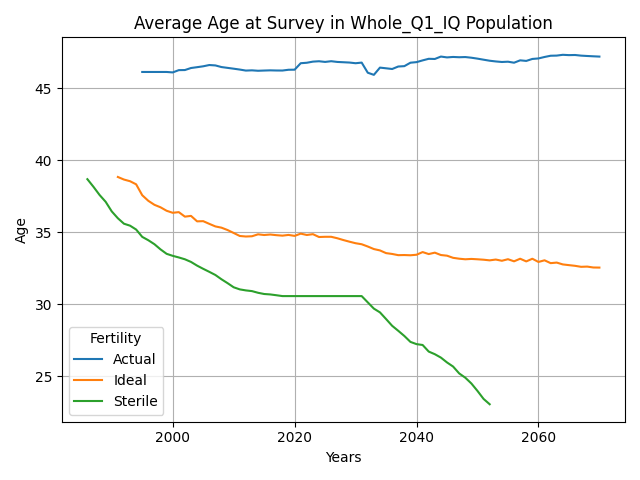 Average Age at Survey in Whole_Q1_IQ Population
Age
45
40
35
30
25
Fertility
Actual
Ideal
Sterile
2000
2020
2040
2060
Years